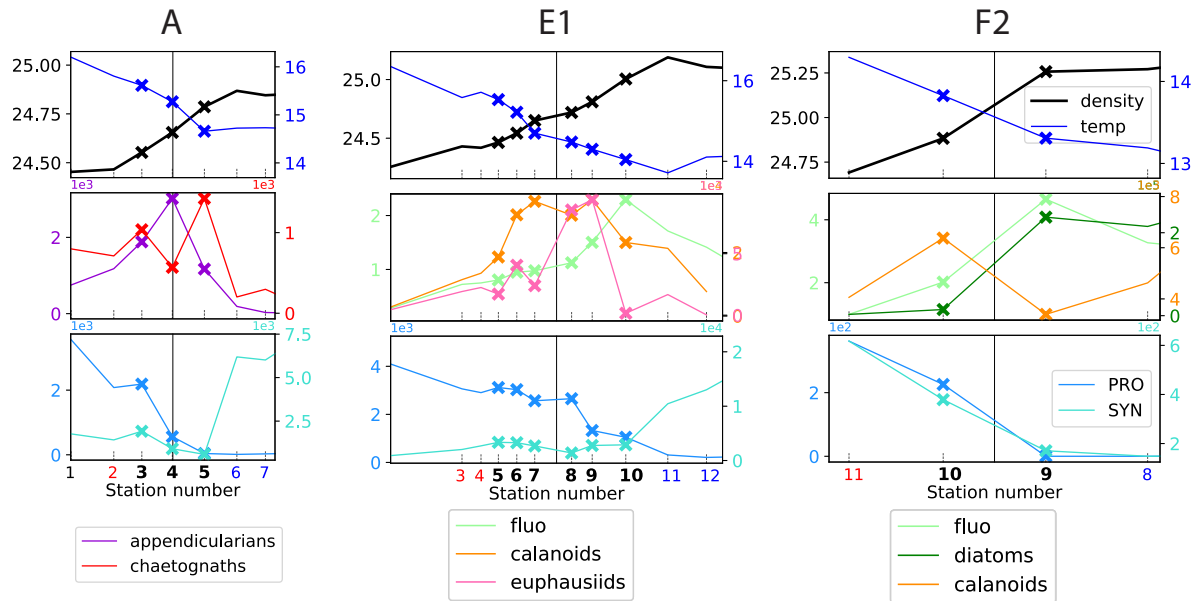 A E1 F2
25.00 16 25.0 16 25.25 14
24.75 15 density
24.50 14 24.5 14 25.00 temp
24.75 13
1e3 1e3
2 1 2 4 8
2
1 6
2 4
0 0 0 2 0
1e3 1e3 1e3 1e4 1e2 1e2
7.5 2 6
4 PRO
2 5.0 2 SYN
2 1 4
2.5
2
0 0 0 0
1 2 3 4 5 6 7 3 4 5 6 7 8 9 10 11 12 11 10 9 8
Station number Station number Station number
appendicularians fluo fluo
chaetognaths calanoids diatoms
euphausiids calanoids